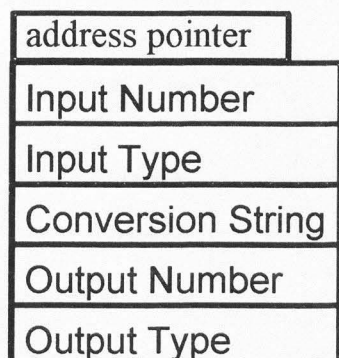 address pointer
Input Number
Input Type
Conversion String
Output Number
Output Type